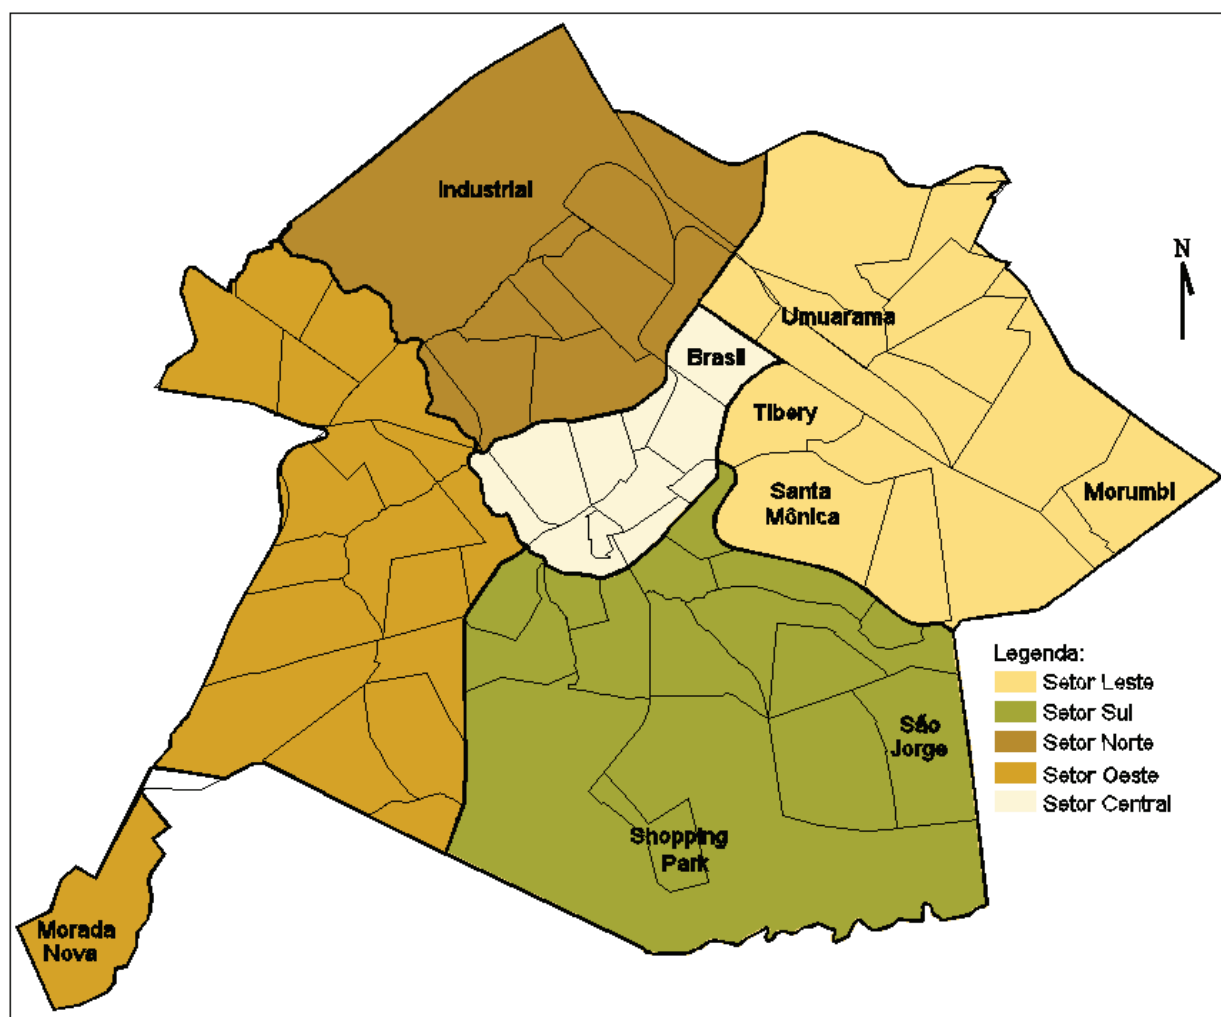 Industrial
N
Umuarama
Brasil
Tibery
Santa
Mônica
Morumbi
Legenda:
Setor Leste
Setor Sul
Setor Norte
Setor Oeste
Setor Central
São
Jorge
Shopping
Park
Morada
Nova